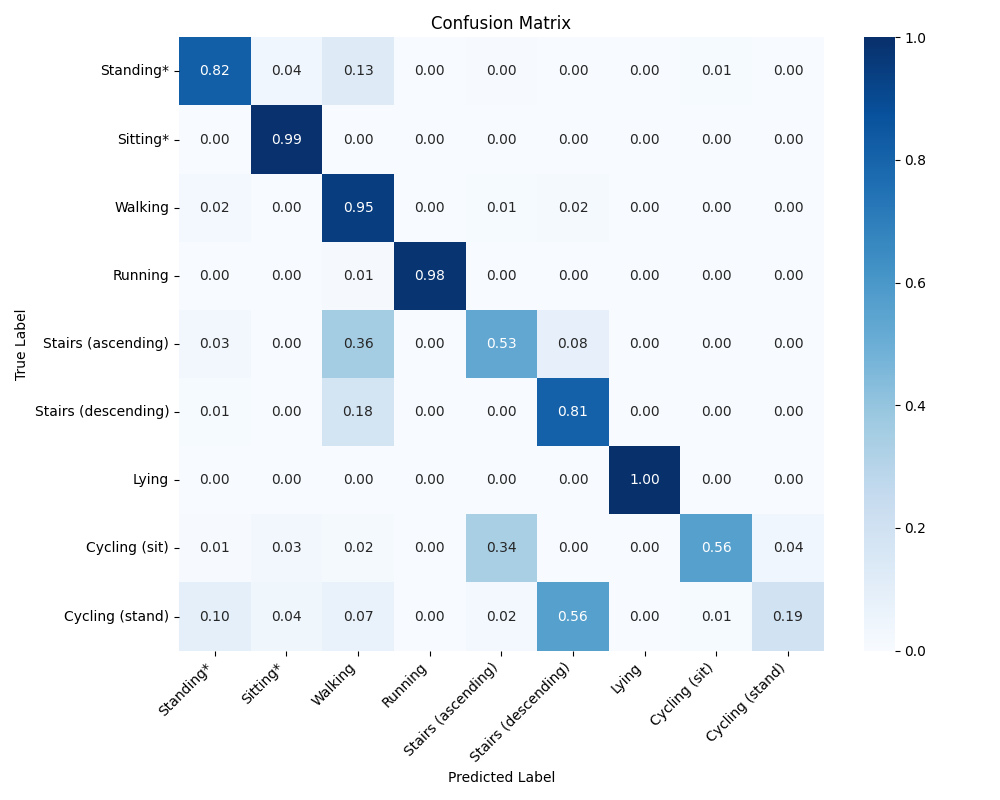 Confusion Matrix
True Label
Standing* 0.82 0.04 0.13 0.00 0.00 0.00 0.00 0.01 0.00
Sitting* 0.00 0.99 0.00 0.00 0.00 0.00 0.00 0.00 0.00
Walking 0.02 0.00 0.95 0.00 0.01 0.02 0.00 0.00 0.00
Running 0.00 0.00 0.01 0.98 0.00 0.00 0.00 0.00 0.00
Stairs (ascending) 0.03 0.00 0.36 0.00 0.53 0.08 0.00 0.00 0.00
Stairs (descending) 0.01 0.00 0.18 0.00 0.00 0.81 0.00 0.00 0.00
Lying 0.00 0.00 0.00 0.00 0.00 0.00 1.00 0.00 0.00
Cycling (sit) 0.01 0.03 0.02 0.00 0.34 0.00 0.00 0.56 0.04
Cycling (stand) 0.10 0.04 0.07 0.00 0.02 0.56 0.00 0.01 0.19
Standing* Sitting* Walking Running Stairs (ascending) Stairs (descending) Lying Cycling (sit) Cycling (stand)
Predicted Label
1.0
0.8
0.6
0.4
0.2
0.0